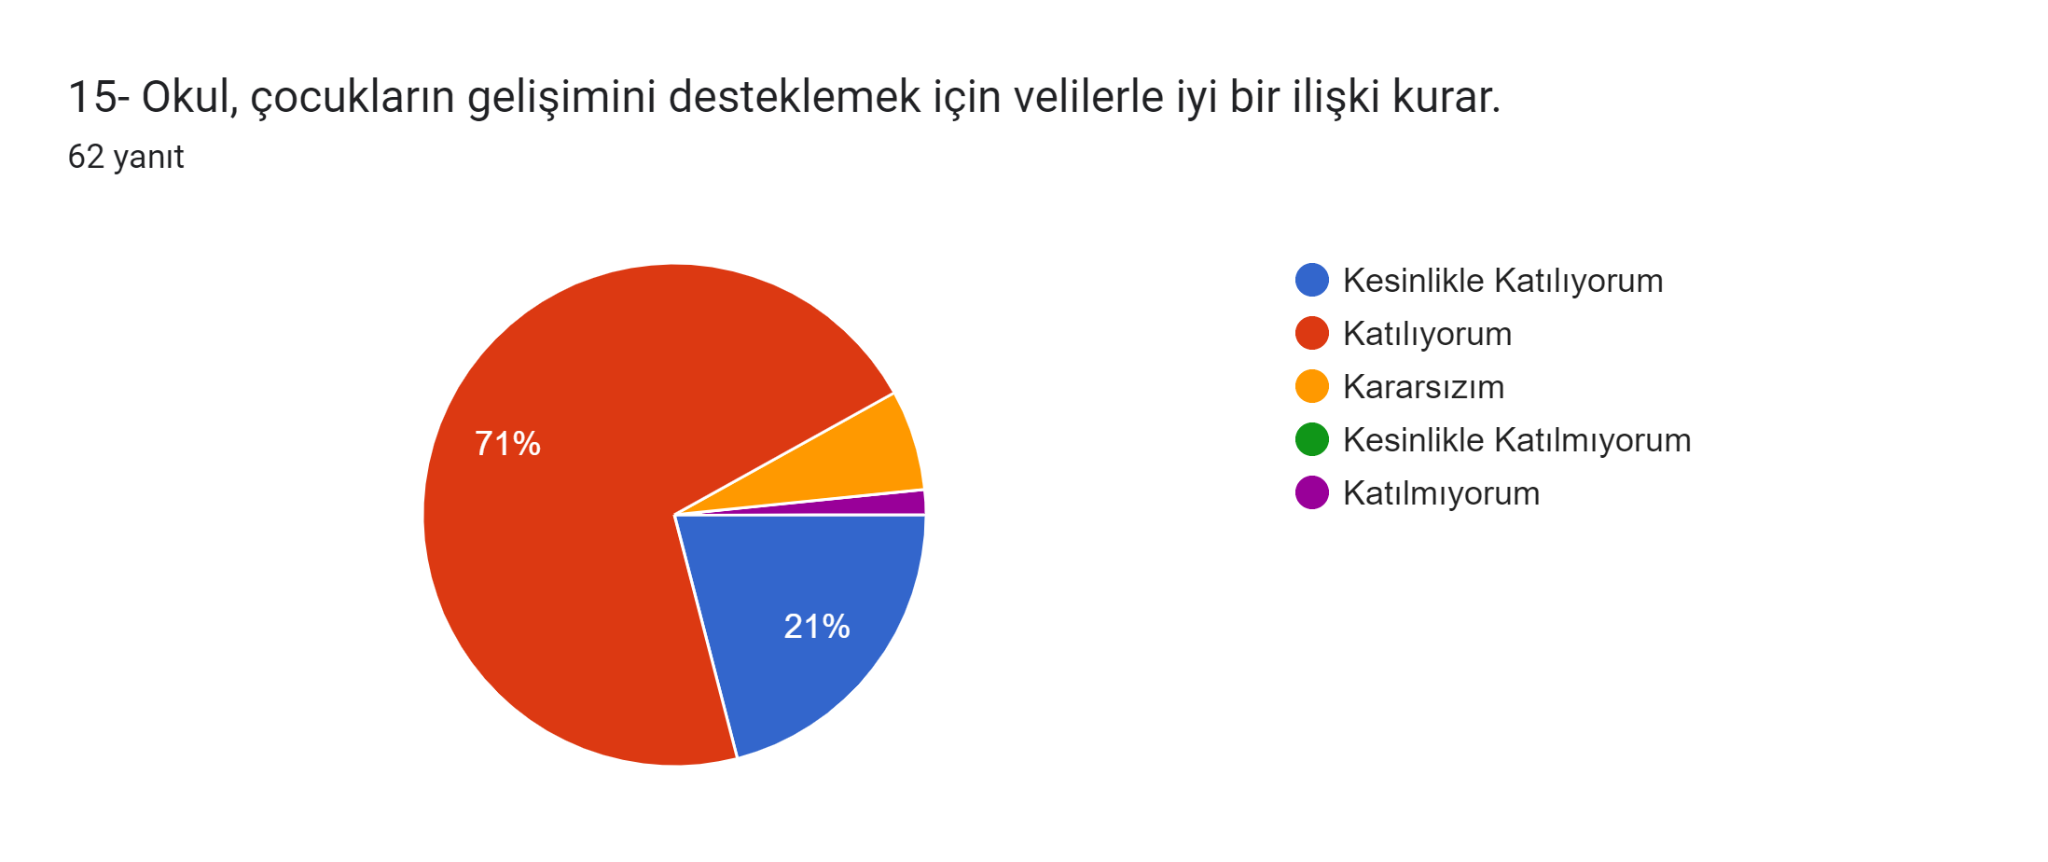 15- Okul, çocukların gelişimini desteklemek için velilerle iyi bir ilişki kurar.
62 yanıt
71%
21%
Kesinlikle Katılıyorum
Katılıyorum
Kararsızım
Kesinlikle Katılmıyorum
Katılmıyorum